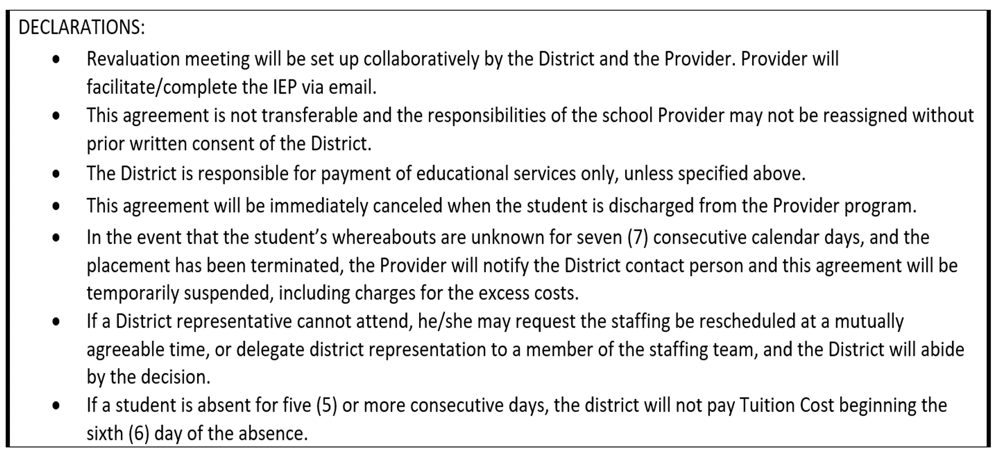 DECLARATIONS:
• Revaluation meeting will be set up collaboratively by the District and the Provider. Provider will
facilitate/complete the IEP via email.
• This agreement is not transferable and the responsibilities of the school Provider may not be reassigned without
prior written consent of the District.
• The District is responsible for payment of educational services only, unless specified above.
• This agreement will be immediately canceled when the student is discharged from the Provider program.
• In the event that the student’s whereabouts are unknown for seven (7) consecutive calendar days, and the
placement has been terminated, the Provider will notify the District contact person and this agreement will be
temporarily suspended, including charges for the excess costs.
• If a District representative cannot attend, he/she may request the staffing be rescheduled at a mutually
agreeable time, or delegate district representation to a member of the staffing team, and the District will abide
by the decision.
• If a student is absent for five (5) or more consecutive days, the district will not pay Tuition Cost beginning the
sixth (6) day of the absence.